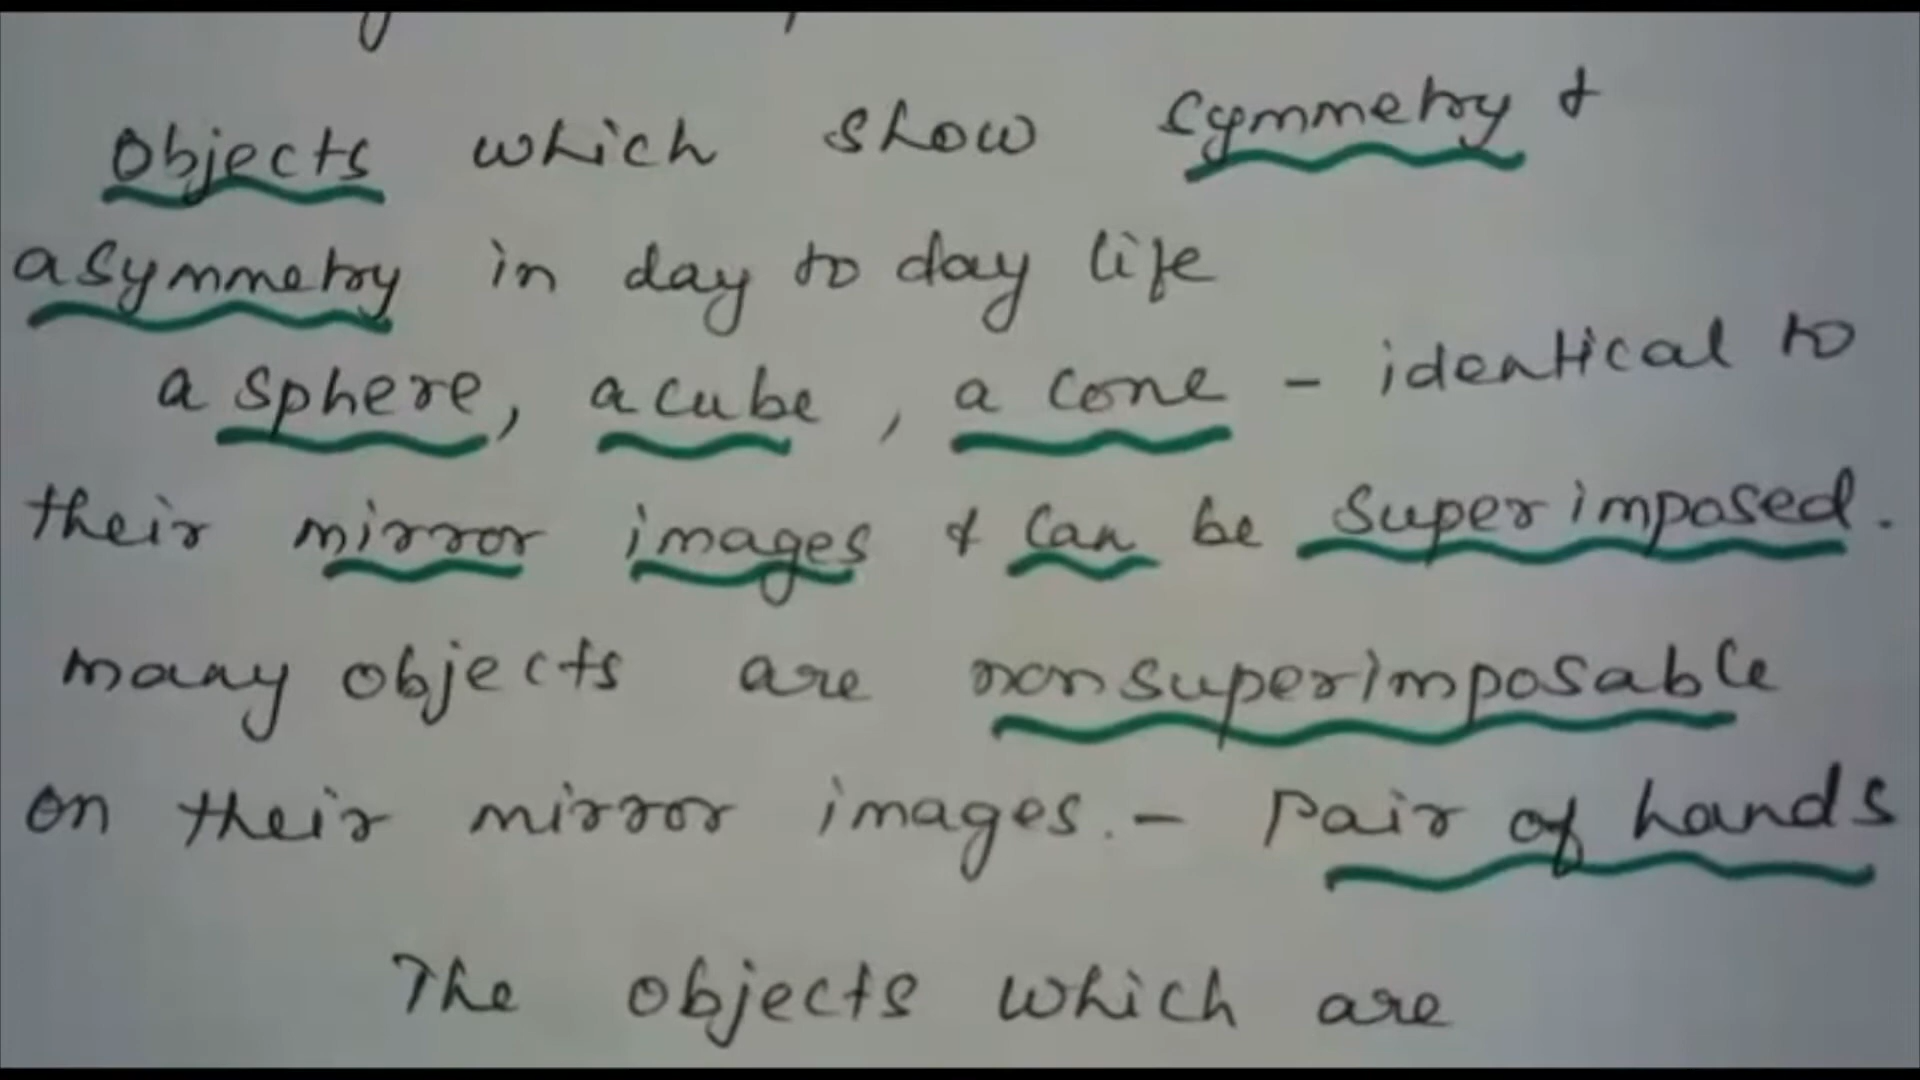 Objects which show symmetry &
asymmetry in day to day life
a sphere, a cube, a cone - identical to
their mirror images & can be superimposed.
many objects are nonsuperimposable
on their mirror images. - Pair of hands
The objects which are